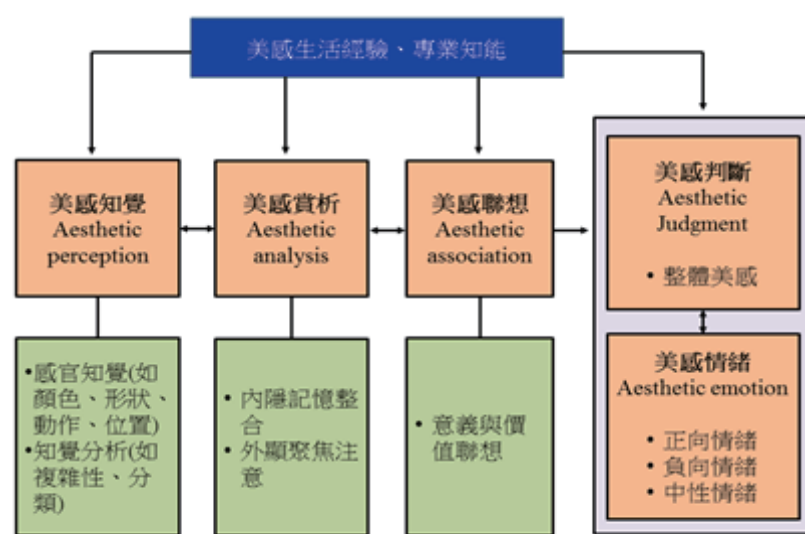 美感生活經驗、專業知能
美感知覺
Aesthetic
perception
美感賞析
Aesthetic
analysis
美感聯想
Aesthetic
association
美感判斷
Aesthetic
Judgment
• 整體美感
美感情緒
Aesthetic emotion
• 正向情緒
• 負向情緒
• 中性情緒
•感官知覺(如
顏色、形狀、
動作、位置)
•知覺分析(如
複雜性、分
類)
• 內隱記憶整
合
• 外顯聚焦注
意
• 意義與價
值聯想